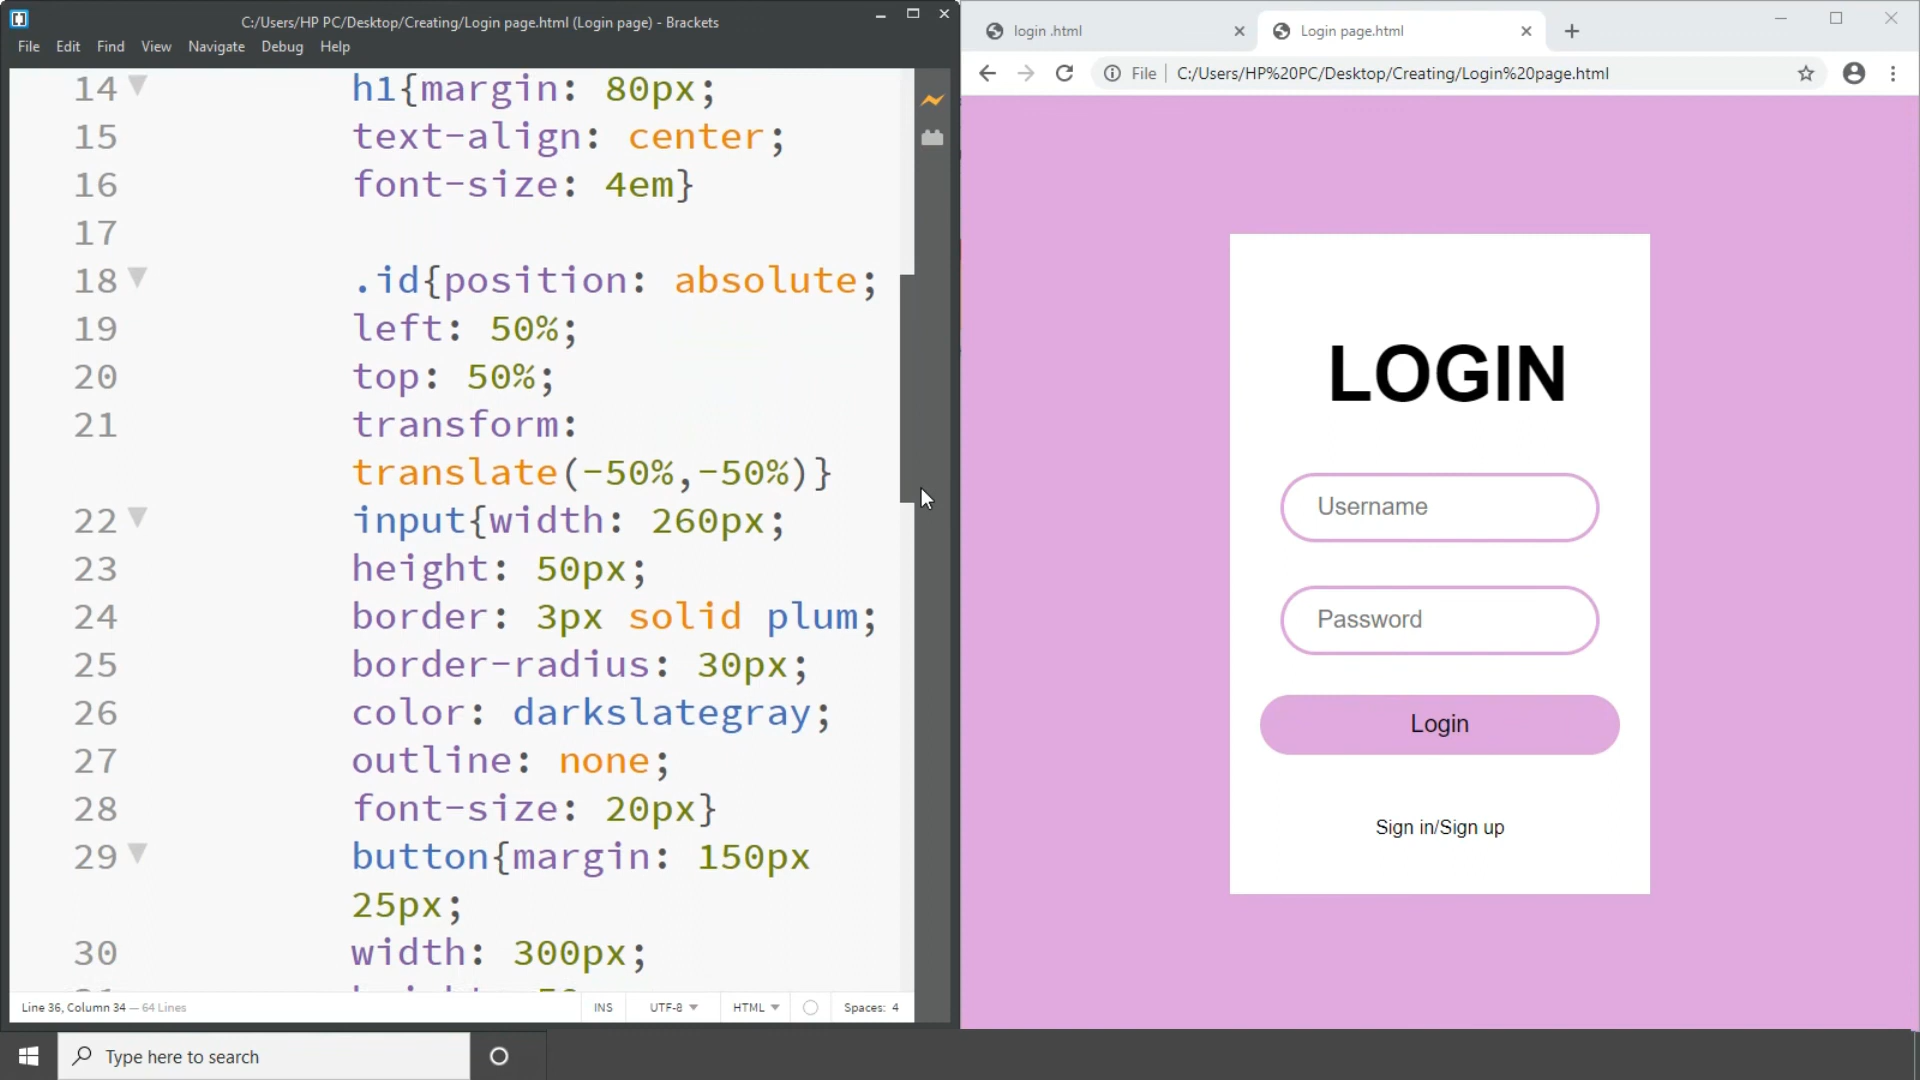 C:/Users/HP PC/Desktop/Creating/Login page.html (Login page) - Brackets
File Edit Find View Navigate Debug Help
14 h1{margin: 80px;
15 text-align: center;
16 font-size: 4em}
17
18 .id{position: absolute;
19 left: 50%;
20 top: 50%;
21 transform:
translate(-50%,-50%)}
22 input{width: 260px;
23 height: 50px;
24 border: 3px solid plum;
25 border-radius: 30px;
26 color: darkslategray;
27 outline: none;
28 font-size: 20px}
29 button{margin: 150px
25px;
30 width: 300px;
Line 36, Column 34 — 64 Lines
INS UTF-8 HTML Spaces: 4
Type here to search
login .html
Login page.html
File C:/Users/HP%20PC/Desktop/Creating/Login%20page.html
LOGIN
Username
Password
Login
Sign in/Sign up